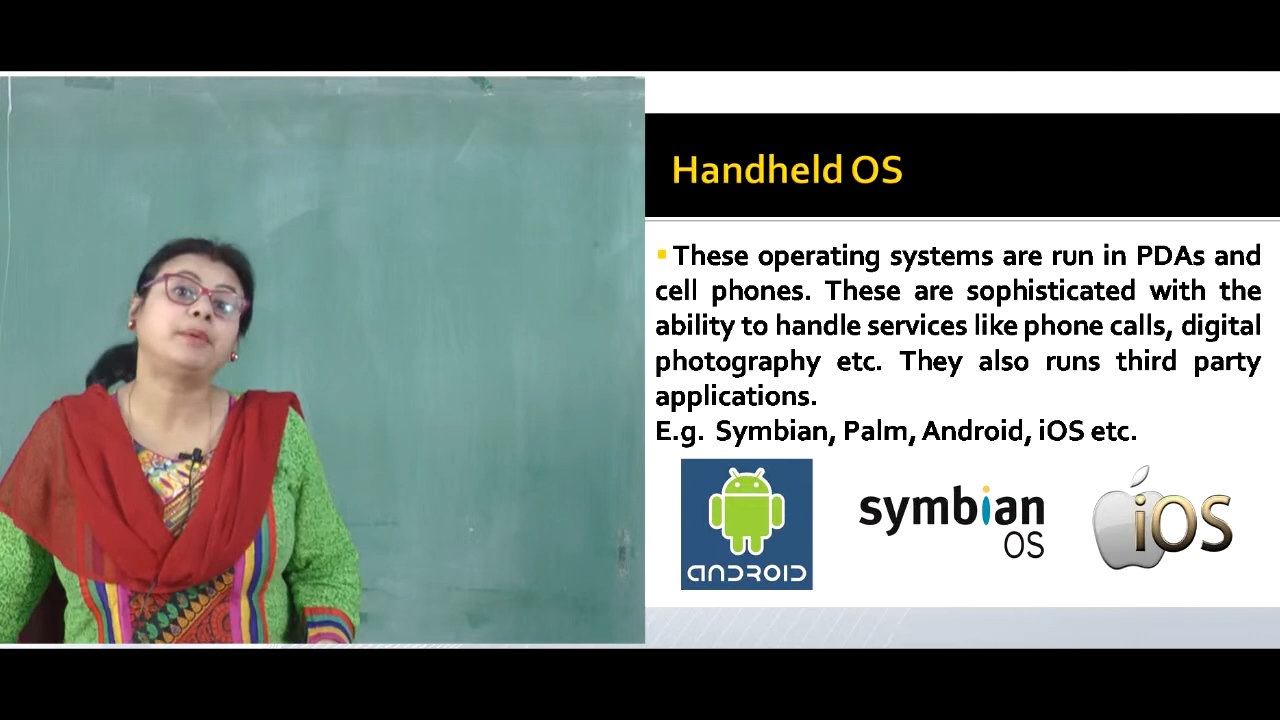 Handheld OS
These operating systems are run in PDAs and
cell phones. These are sophisticated with the
ability to handle services like phone calls, digital
photography etc. They also runs third party
applications.
E.g. Symbian, Palm, Android, iOS etc.
ANDROID
symbian
OS
iOS